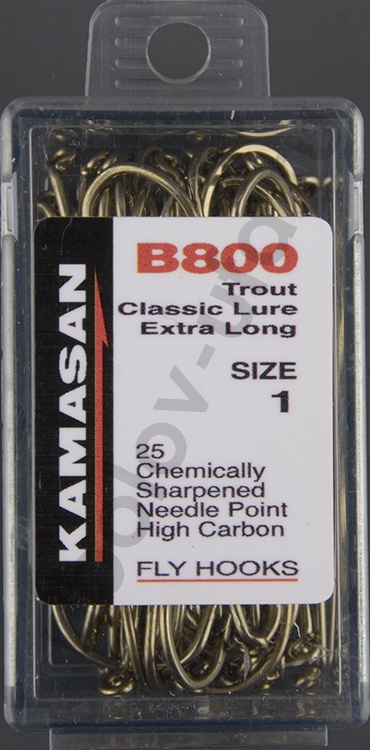 KAMASAN
B800
Trout
Classic Lure
Extra Long
SIZE
1
25
Chemically
Sharpened
Needle Point
High Carbon
FLY HOOKS